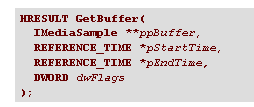 HRESULT GetBuffer(
IMediaSample **ppBuffer,
REFERENCE_TIME *pStartTime,
REFERENCE_TIME *pEndTime,
DWORD dwFlags
);